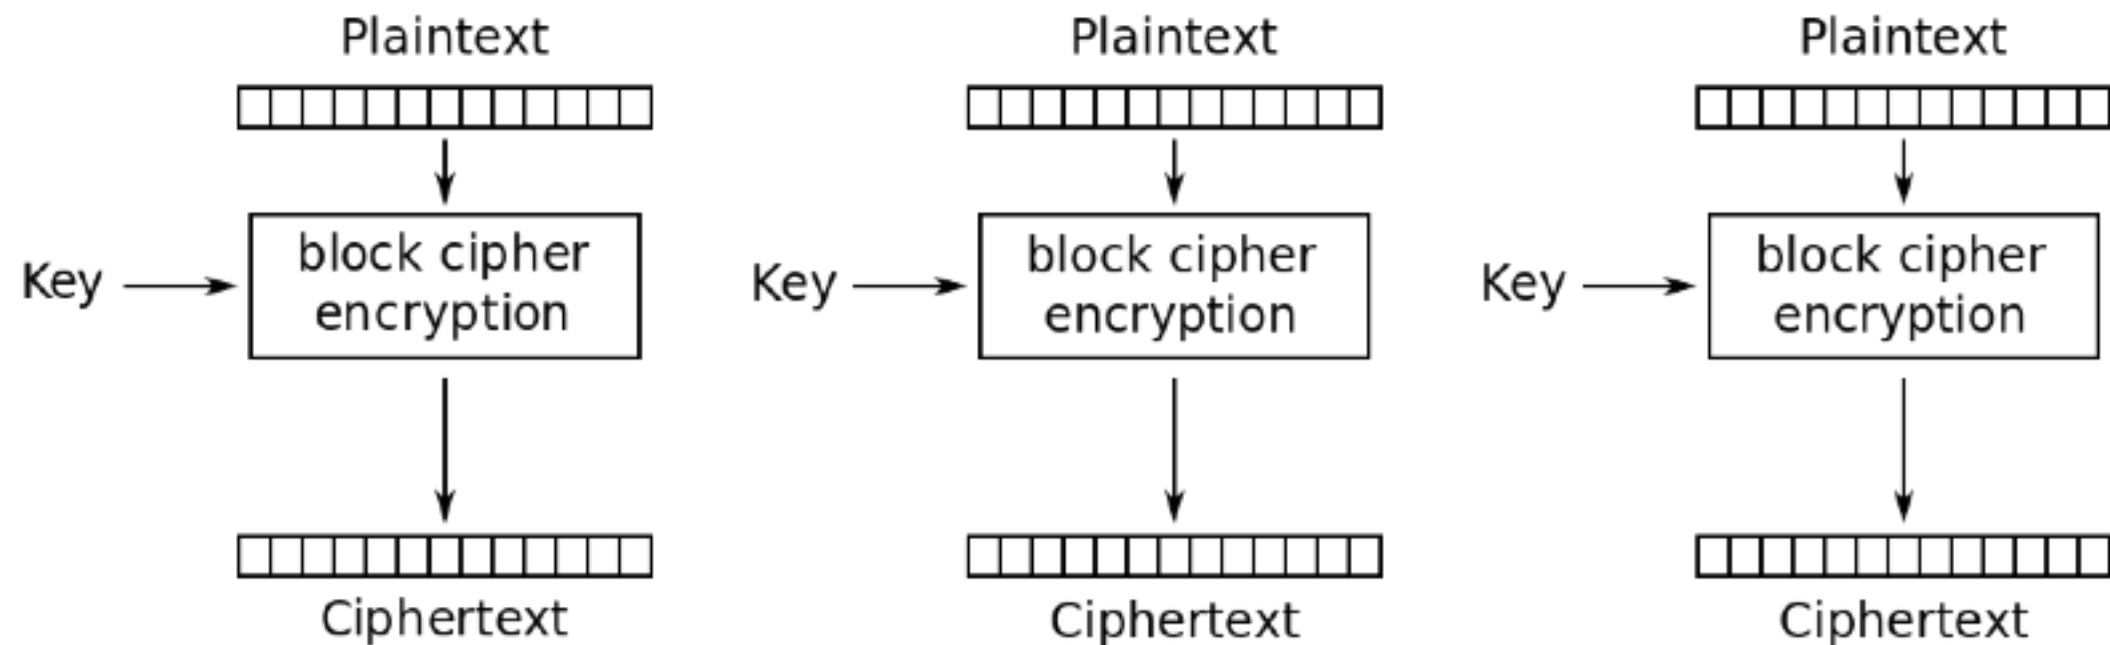 Plaintext
Plaintext
Plaintext
Key
block cipher
encryption
Key
block cipher
encryption
Key
block cipher
encryption
Ciphertext
Ciphertext
Ciphertext